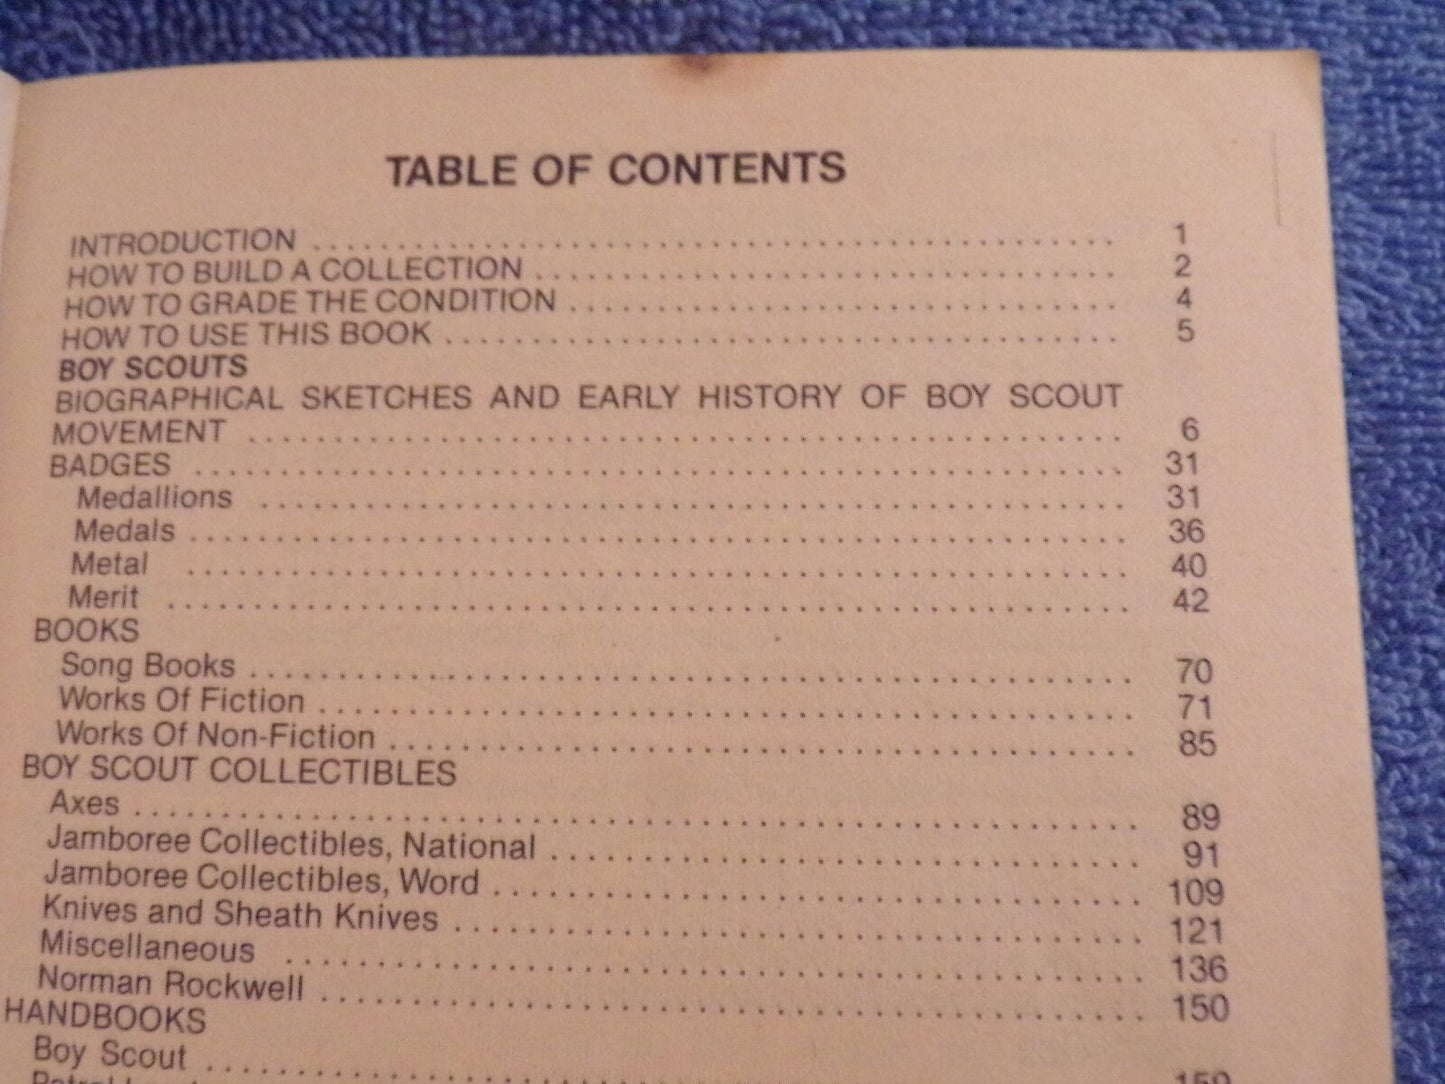 TABLE OF CONTENTS
INTRODUCTION ........................................ 1
HOW TO BUILD A COLLECTION ........................................ 2
HOW TO GRADE THE CONDITION ........................................ 4
HOW TO USE THIS BOOK ........................................ 5
BOY SCOUTS
BIOGRAPHICAL SKETCHES AND EARLY HISTORY OF BOY SCOUT
MOVEMENT ........................................ 6
BADGES ........................................ 31
Medallions ........................................ 31
Medals ........................................ 36
Metal ........................................ 40
Merit ........................................ 42
BOOKS
Song Books ........................................ 70
Works Of Fiction ........................................ 71
Works Of Non-Fiction ........................................ 85
BOY SCOUT COLLECTIBLES
Axes ........................................ 89
Jamboree Collectibles, National ........................................ 91
Jamboree Collectibles, Word ........................................ 109
Knives and Sheath Knives ........................................ 121
Miscellaneous ........................................ 136
Norman Rockwell ........................................ 150
HANDBOOKS
Boy Scout ........................................ 159